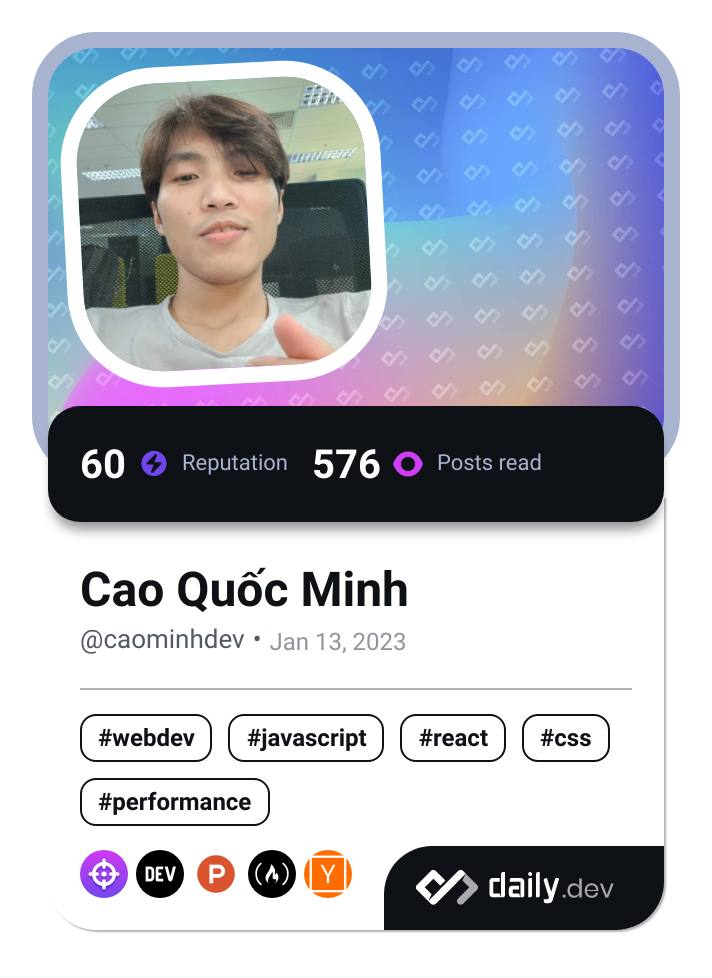 60 Reputation 576 Posts read
Cao Quốc Minh
@caominhdev • Jan 13, 2023
#webdev #javascript #react #css
#performance
DEV P Y daily.dev